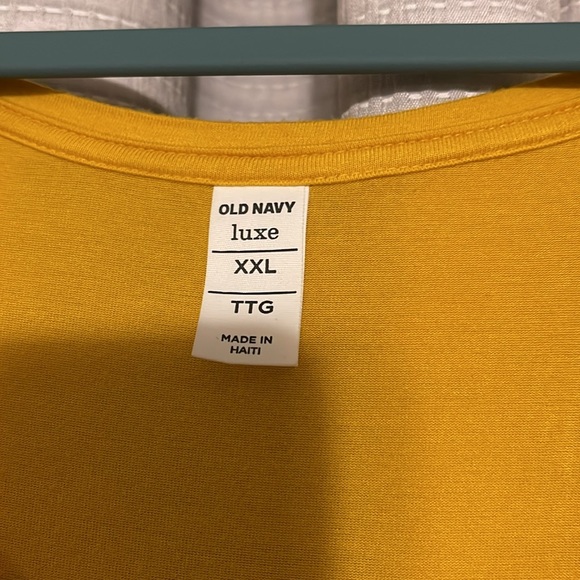 OLD NAVY
luxe
XXL
TTG
MADE IN
HAITI